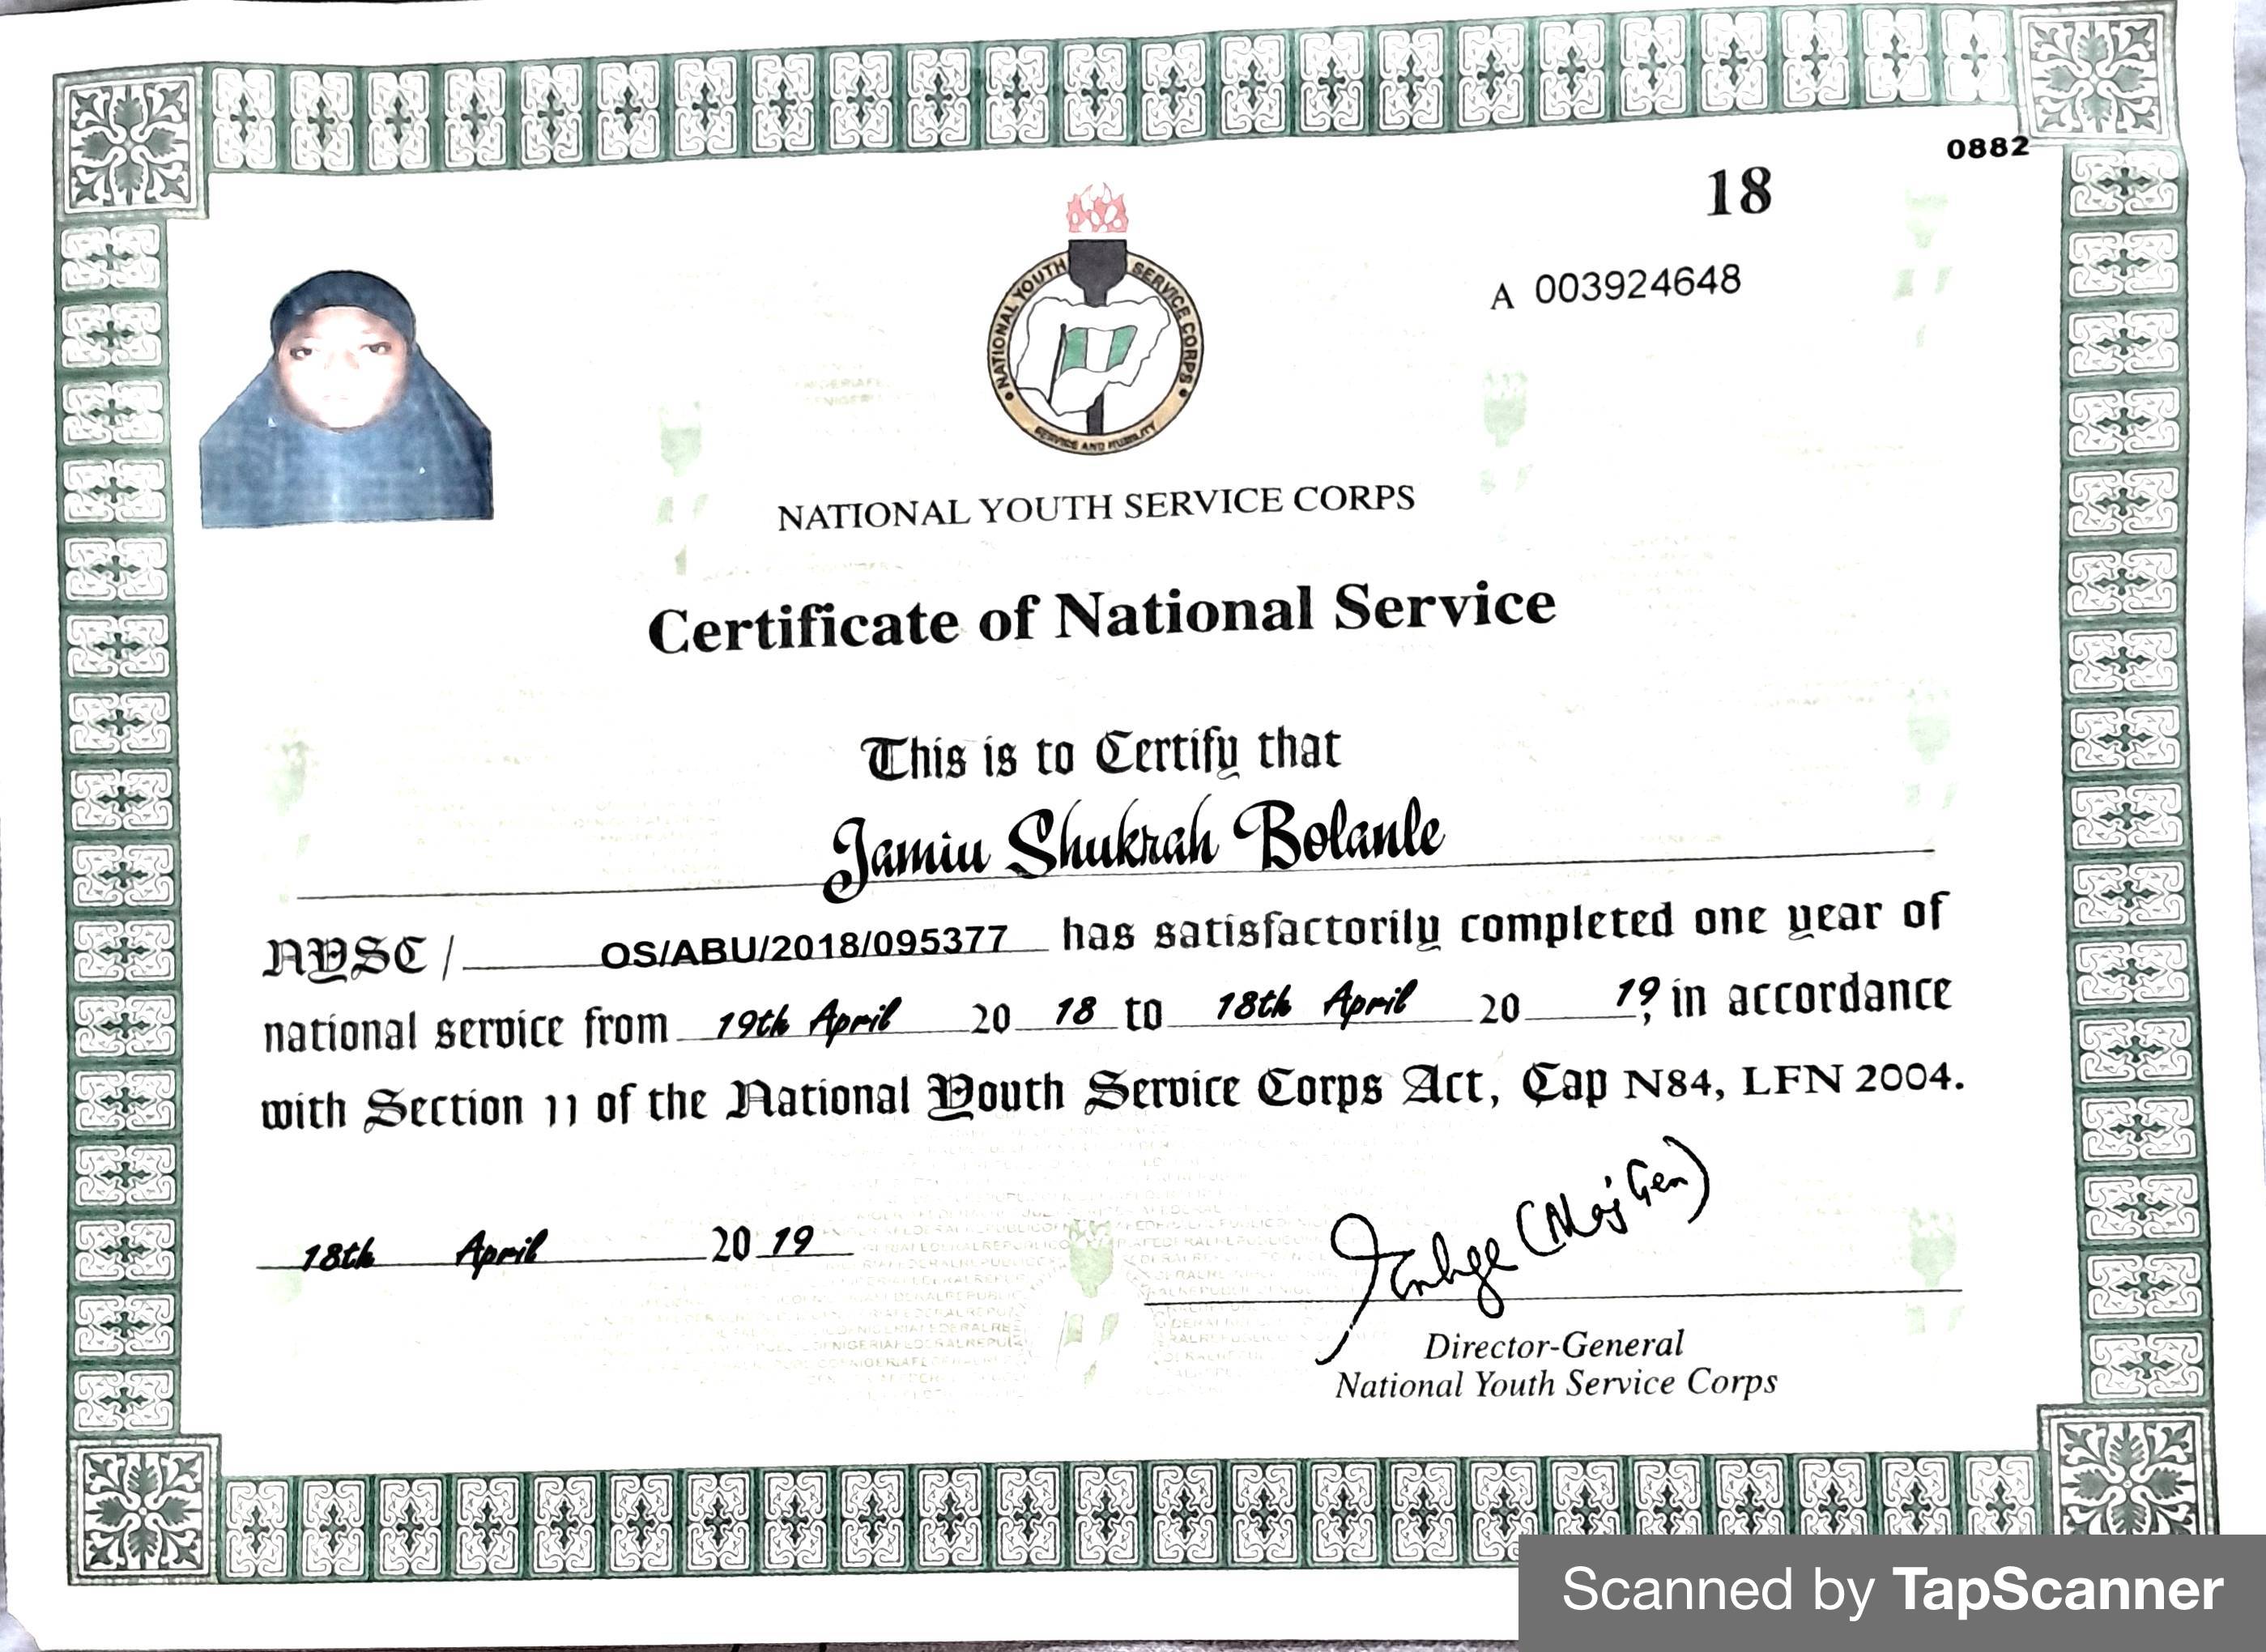 0882
18
A 003924648
NATIONAL YOUTH SERVICE CORPS
SERVICE AND HUMILITY
NATIONAL YOUTH SERVICE CORPS
Certificate of National Service
This is to Certify that
Jamiu Shukrah Bolanle
NYSC / OS/ABU/2018/095377 has satisfactorily completed one year of
national service from 19th April 20 18 to 18th April 20 19, in accordance
with Section 11 of the National Youth Service Corps Act, Cap N84, LFN 2004.
18th April 20 19
(Maj Gen)
Director-General
National Youth Service Corps
Scanned by TapScanner